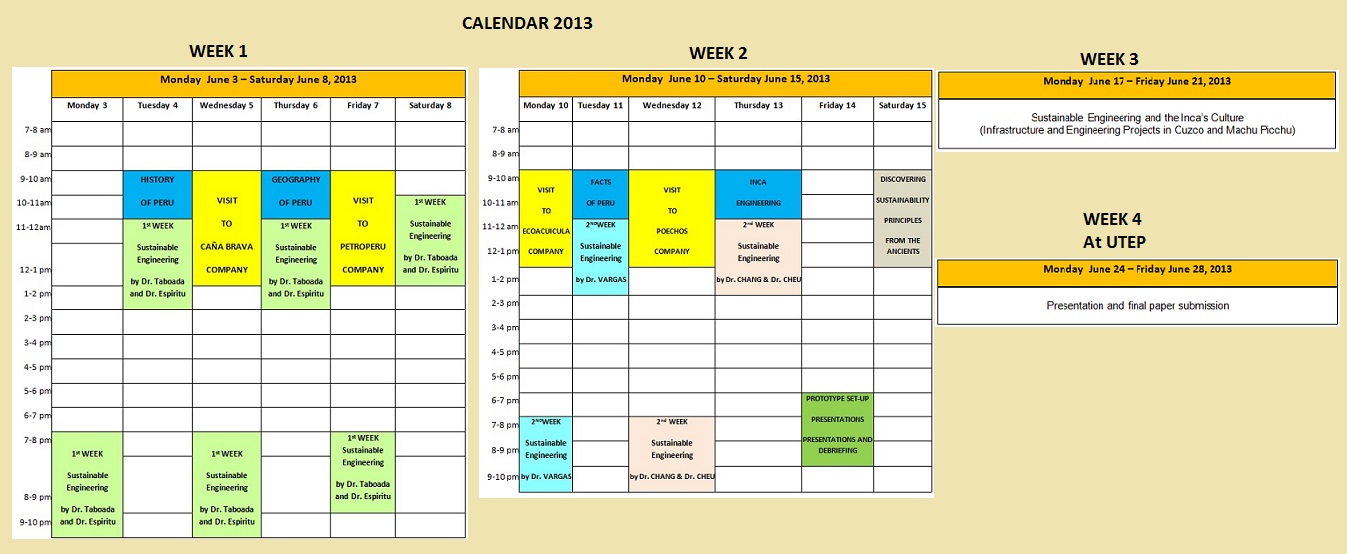 CALENDAR 2013
WEEK 1
Monday June 3 – Saturday June 8, 2013
Monday 3 Tuesday 4 Wednesday 5 Thursday 6 Friday 7 Saturday 8
7-8 am
8-9 am
9-10 am
10-11am
11-12am
12-1 pm
1-2 pm
2-3 pm
3-4 pm
4-5 pm
5-6 pm
6-7 pm
7-8 pm
8-9 pm
9-10 pm
1st WEEK
Sustainable
Engineering
by Dr. Taboada
and Dr. Espiritu
HISTORY
OF PERU
1st WEEK
Sustainable
Engineering
by Dr. Taboada
and Dr. Espiritu
VISIT
TO
CAÑA BRAVA
COMPANY
1st WEEK
Sustainable
Engineering
by Dr. Taboada
and Dr. Espiritu
GEOGRAPHY
OF PERU
1st WEEK
Sustainable
Engineering
by Dr. Taboada
and Dr. Espiritu
VISIT
TO
PETROPERU
COMPANY
1st WEEK
Sustainable
Engineering
by Dr. Taboada
and Dr. Espiritu
1st WEEK
Sustainable
Engineering
by Dr. Taboada
and Dr. Espiritu
WEEK 2
Monday June 10 – Saturday June 15, 2013
Monday 10 Tuesday 11 Wednesday 12 Thursday 13 Friday 14 Saturday 15
7-8 am
8-9 am
9-10 am
10-11 am
11-12 am
12-1 pm
1-2 pm
2-3 pm
3-4 pm
4-5 pm
5-6 pm
6-7 pm
7-8 pm
8-9 pm
9-10 pm
VISIT
TO
ECOACUICULA
COMPANY
2nd WEEK
Sustainable
Engineering
by Dr. VARGAS
FACTS
OF PERU
2nd WEEK
Sustainable
Engineering
by Dr. VARGAS
VISIT
TO
POECHOS
COMPANY
2nd WEEK
Sustainable
Engineering
by Dr. CHANG & Dr. CHEU
INCA
ENGINEERING
2nd WEEK
Sustainable
Engineering
by Dr. CHANG & Dr. CHEU
PROTOTYPE SET-UP
PRESENTATIONS
PRESENTATIONS AND
DEBRIEFING
DISCOVERING
SUSTAINABILITY
PRINCIPLES
FROM THE
ANCIENTS
WEEK 3
Monday June 17 – Friday June 21, 2013
Sustainable Engineering and the Inca's Culture
(Infrastructure and Engineering Projects in Cuzco and Machu Picchu)
WEEK 4
At UTEP
Monday June 24 – Friday June 28, 2013
Presentation and final paper submission